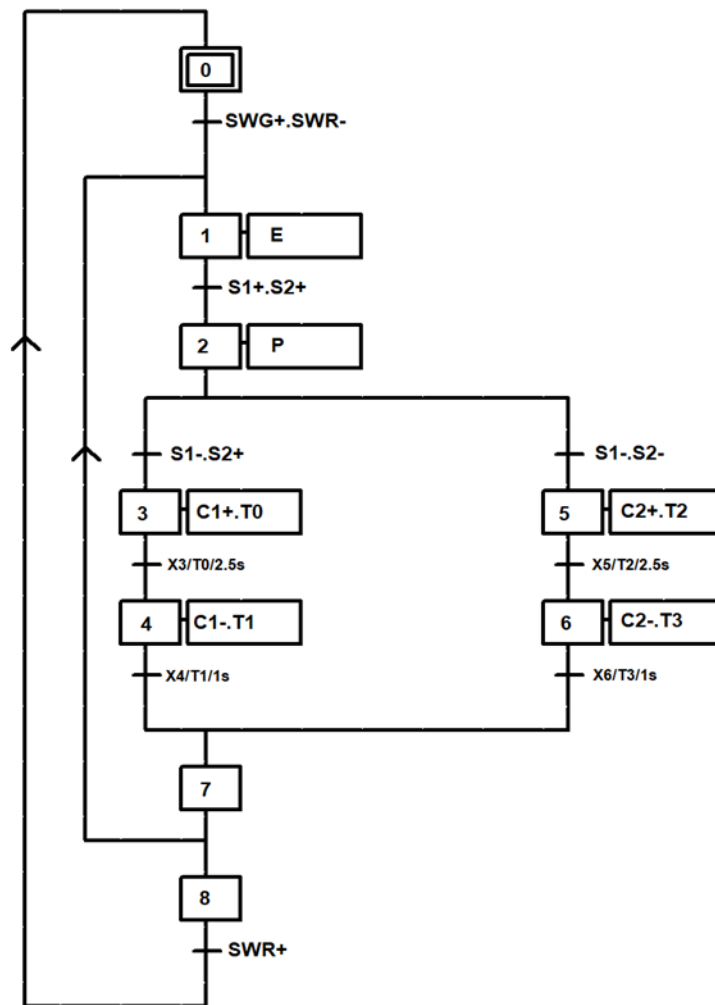 0
SWG+.SWR-
1 E
S1+.S2+
2 P
S1-.S2+ S1-.S2-
3 C1+.T0 5 C2+.T2
X3/T0/2.5s X5/T2/2.5s
4 C1-.T1 6 C2-.T3
X4/T1/1s X6/T3/1s
7
8
SWR+